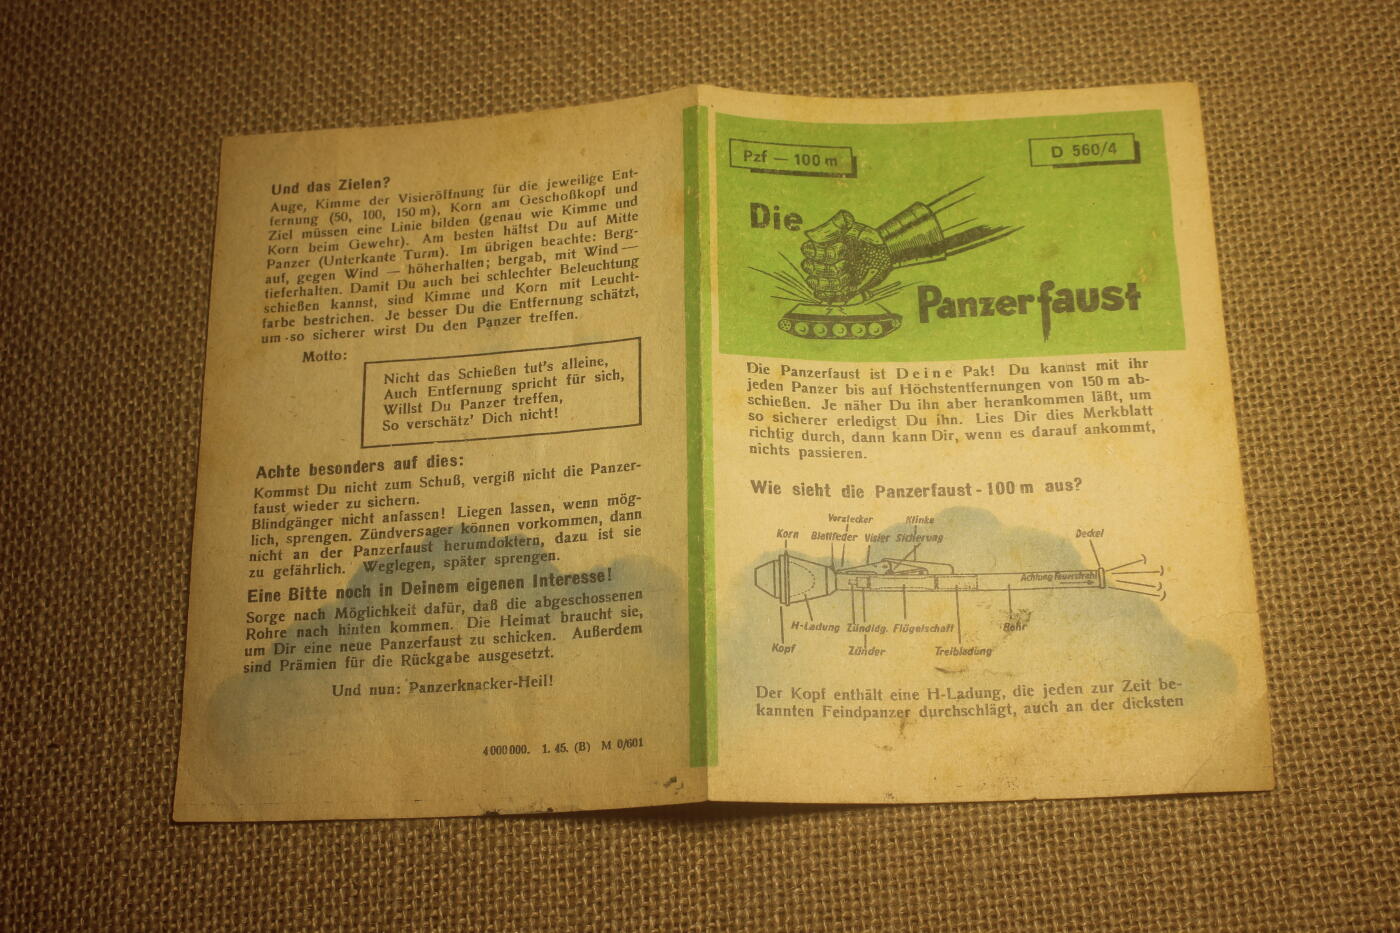 Und das Zielen?
Auge, Kimme der Visieröffnung für die jeweilige Ent-
fernung (50, 100, 150 m), Korn am Geschoßkopf und
Ziel müssen eine Linie bilden (genau wie Kimme und
Korn beim Gewehr). Am besten hältst Du auf Mitte
Panzer (Unterkante Turm). Im übrigen beachte: Berg-
auf, gegen Wind — höherhalten; bergab, mit Wind —
tieferhalten. Damit Du auch bei schlechter Beleuchtung
schießen kannst, sind Kimme und Korn mit Leucht-
farbe bestrichen. Je besser Du die Entfernung schätzt,
um so sicherer wirst Du den Panzer treffen.
Motto:
Nicht das Schießen tut's alleine,
Auch Entfernung spricht für sich,
Willst Du Panzer treffen,
So verschätz' Dich nicht!
Achte besonders auf dies:
Kommst Du nicht zum Schuß, vergiß nicht die Panzer-
faust wieder zu sichern.
Blindgänger nicht anfassen! Liegen lassen, wenn mög-
lich, sprengen. Zündversager können vorkommen, dann
nicht an der Panzerfaust herumdoktern, dazu ist sie
zu gefährlich. Weglegen, später sprengen.
Eine Bitte noch in Deinem eigenen Interesse!
Sorge nach Möglichkeit dafür, daß die abgeschossenen
Rohre nach hinten kommen. Die Heimat braucht sie,
um Dir eine neue Panzerfaust zu schicken. Außerdem
sind Prämien für die Rückgabe ausgesetzt.
Und nun: Panzerknacker-Heil!
4 000 000. 1. 45. (B) M 0/601
Pzf — 100 m
D 560/4
Die
Panzerfaust
Die Panzerfaust ist Deine Pak! Du kannst mit ihr
jeden Panzer bis auf Höchstentfernungen von 150 m ab-
schießen. Je näher Du ihn aber herankommen läßt, um
so sicherer erledigst Du ihn. Lies Dir dies Merkblatt
richtig durch, dann kann Dir, wenn es darauf ankommt,
nichts passieren.
Wie sieht die Panzerfaust - 100 m aus?
Vorstecker Klinke
Korn Blattfeder Visier Sicherung Deckel
Achtung Feuerstrahl
H-Ladung Zündldg. Flügelschaft Rohr
Kopf Zünder Treibladung
Der Kopf enthält eine H-Ladung, die jeden zur Zeit be-
kannten Feindpanzer durchschlägt, auch an der dicksten